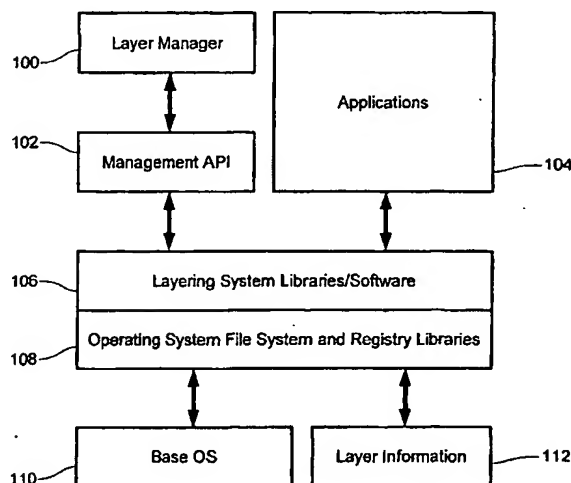 Layer Manager
100
Applications
102
Management API
104
106
Layering System Libraries/Software
108
Operating System File System and Registry Libraries
110
Base OS
Layer Information
112